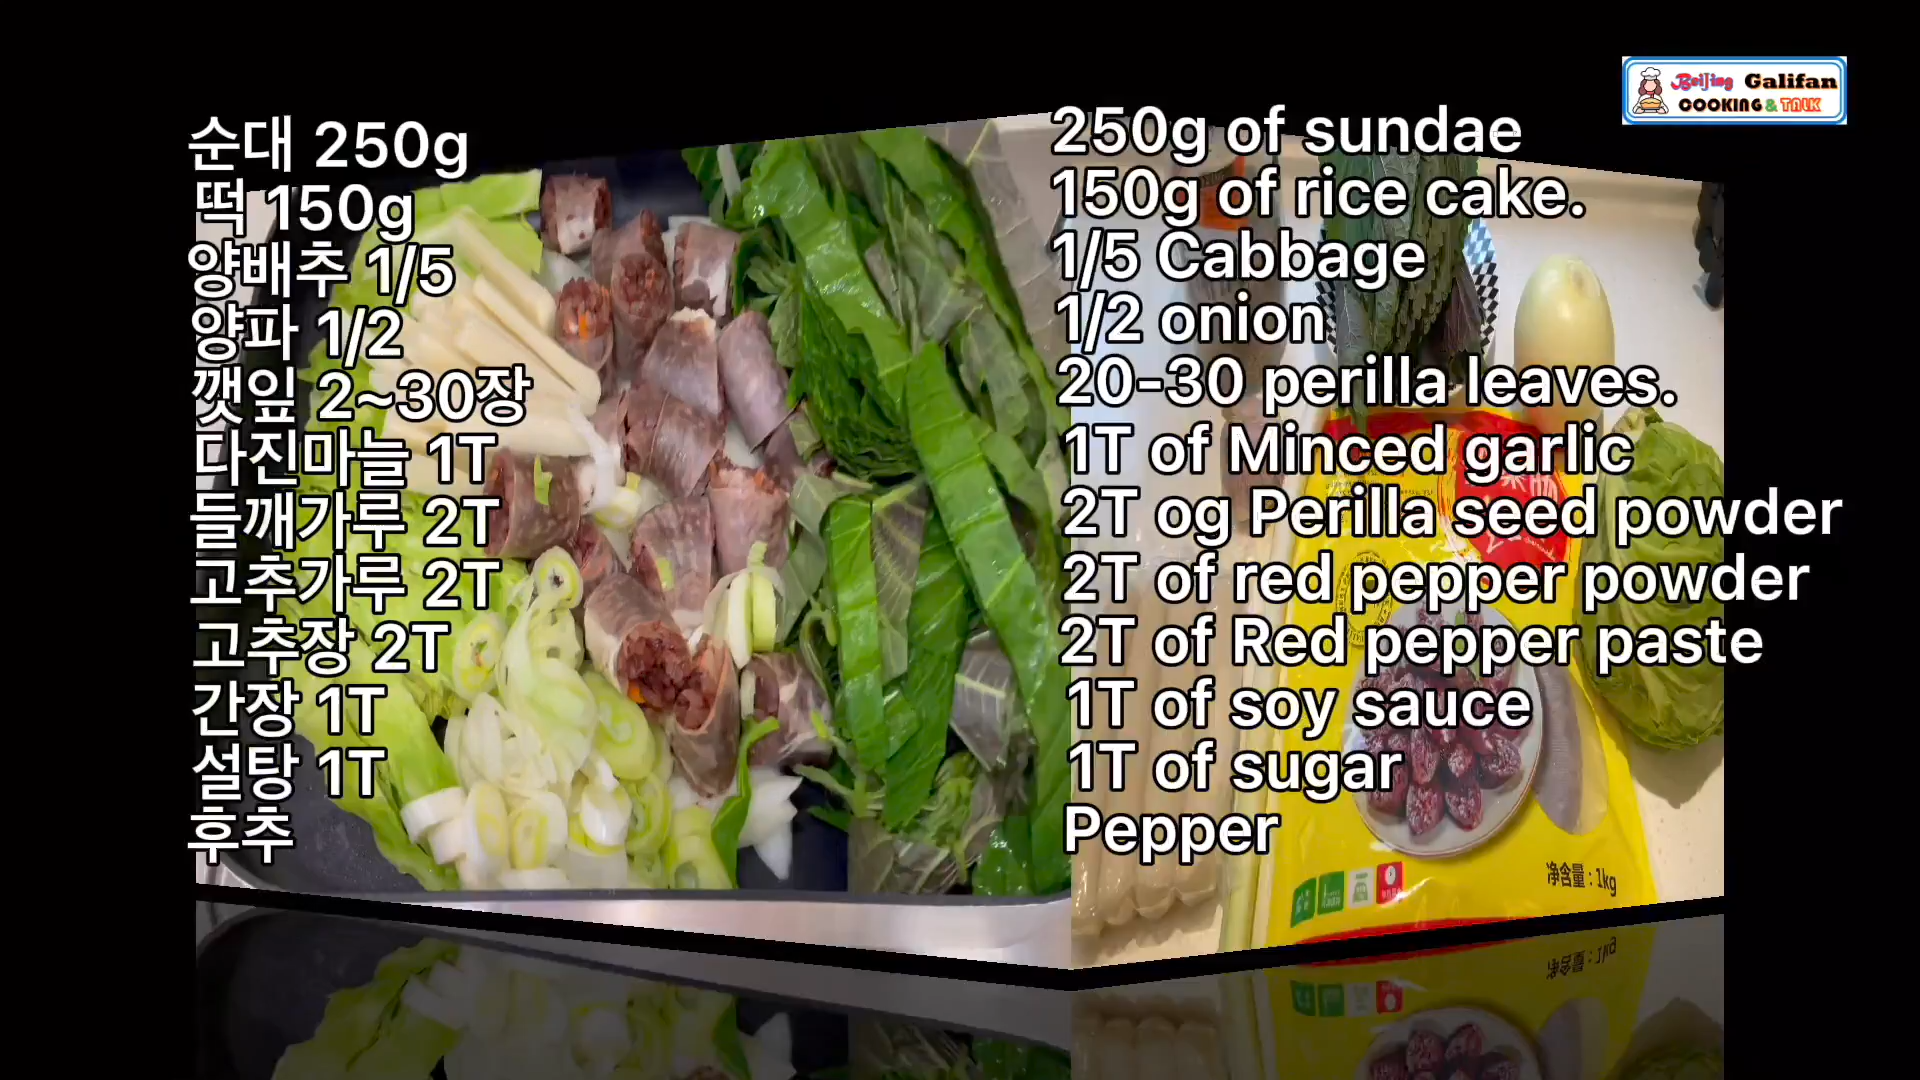 Beijing Galifan
COOKING & TALK
순대 250g
떡 150g
양배추 1/5
양파 1/2
깻잎 2~30장
다진마늘 1T
들깨가루 2T
고추가루 2T
고추장 2T
간장 1T
설탕 1T
후추
250g of sundae
150g of rice cake.
1/5 Cabbage
1/2 onion
20-30 perilla leaves.
1T of Minced garlic
2T og Perilla seed powder
2T of red pepper powder
2T of Red pepper paste
1T of soy sauce
1T of sugar
Pepper
净含量:1kg